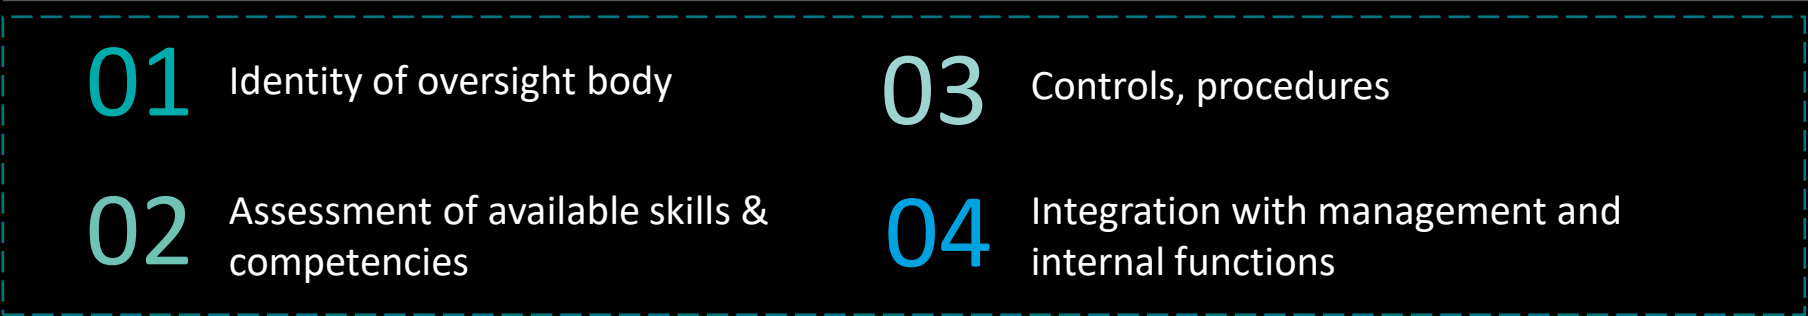 01
Identity of oversight body
02
Assessment of available skills &
competencies
03
Controls, procedures
04
Integration with management and
internal functions